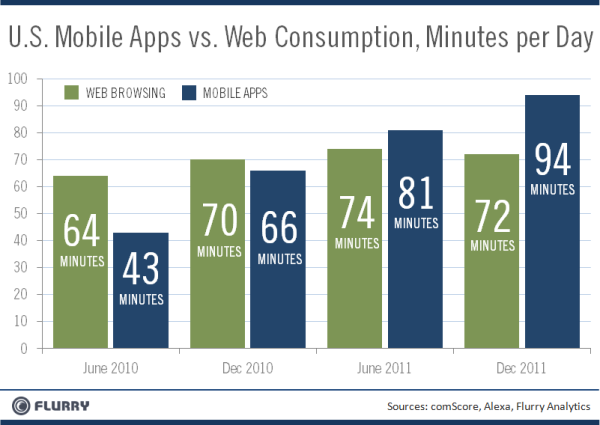 U.S. Mobile Apps vs. Web Consumption, Minutes per Day
100
WEB BROWSING
MOBILE APPS
90
80
70
60
50
40
30
20
10
0
64
MINUTES
43
MINUTES
70
MINUTES
66
MINUTES
74
MINUTES
81
MINUTES
72
MINUTES
94
MINUTES
June 2010
Dec 2010
June 2011
Dec 2011
FLURRY
Sources: comScore, Alexa, Flurry Analytics